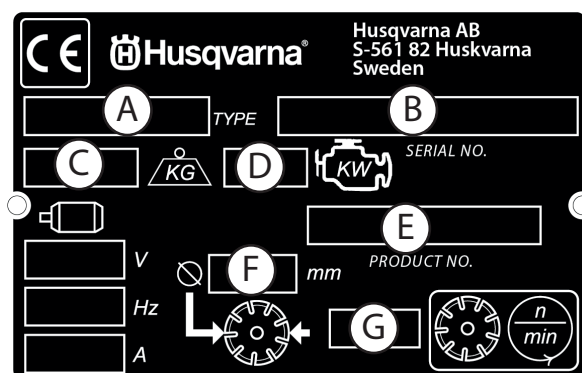 CE
Husqvarna®
Husqvarna AB
S-561 82 Huskvarna
Sweden
A
TYPE
B
SERIAL NO.
C
KG
D
KW
E
PRODUCT NO.
V
F
mm
Hz
G
n
min
A